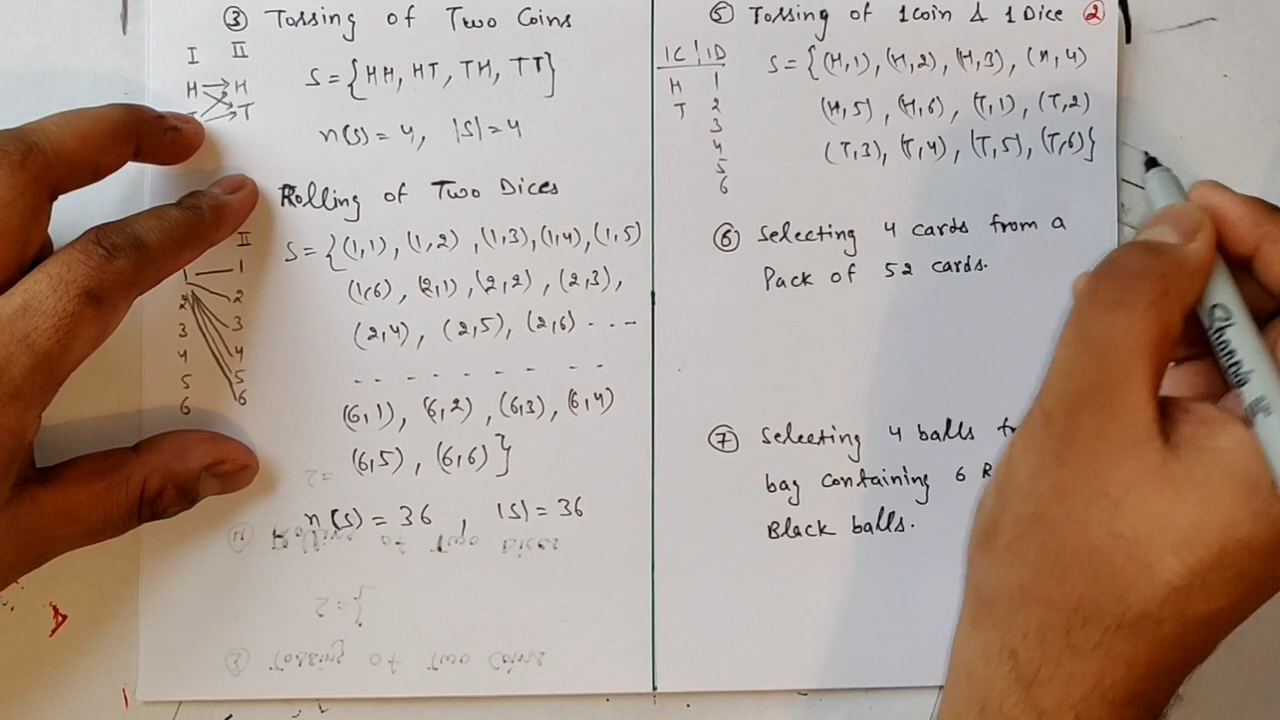 ③ Tossing of Two Coins
I II
H H
T
S = {HH, HT, TH, TT}
n(S) = 4, |S| = 4
Rolling of Two Dices
II
1
2 2
3 3
4 4
5 5
6 6
S = {(1,1), (1,2), (1,3), (1,4), (1,5)
(1,6), (2,1), (2,2), (2,3),
(2,4), (2,5), (2,6) - - -
- - - - - - - -
(6,1), (6,2), (6,3), (6,4)
(6,5), (6,6)}
n(S) = 36, |S| = 36
⑤ Tossing of 1 Coin & 1 Dice ②
1C | 1D
H 1
T 2
3
4
5
6
S = {(H,1), (H,2), (H,3), (H,4)
(H,5), (H,6), (T,1), (T,2)
(T,3), (T,4), (T,5), (T,6)}
⑥ Selecting 4 cards from a
Pack of 52 cards.
⑦ Selecting 4 balls
bag containing 6
Black balls.
Sharpie